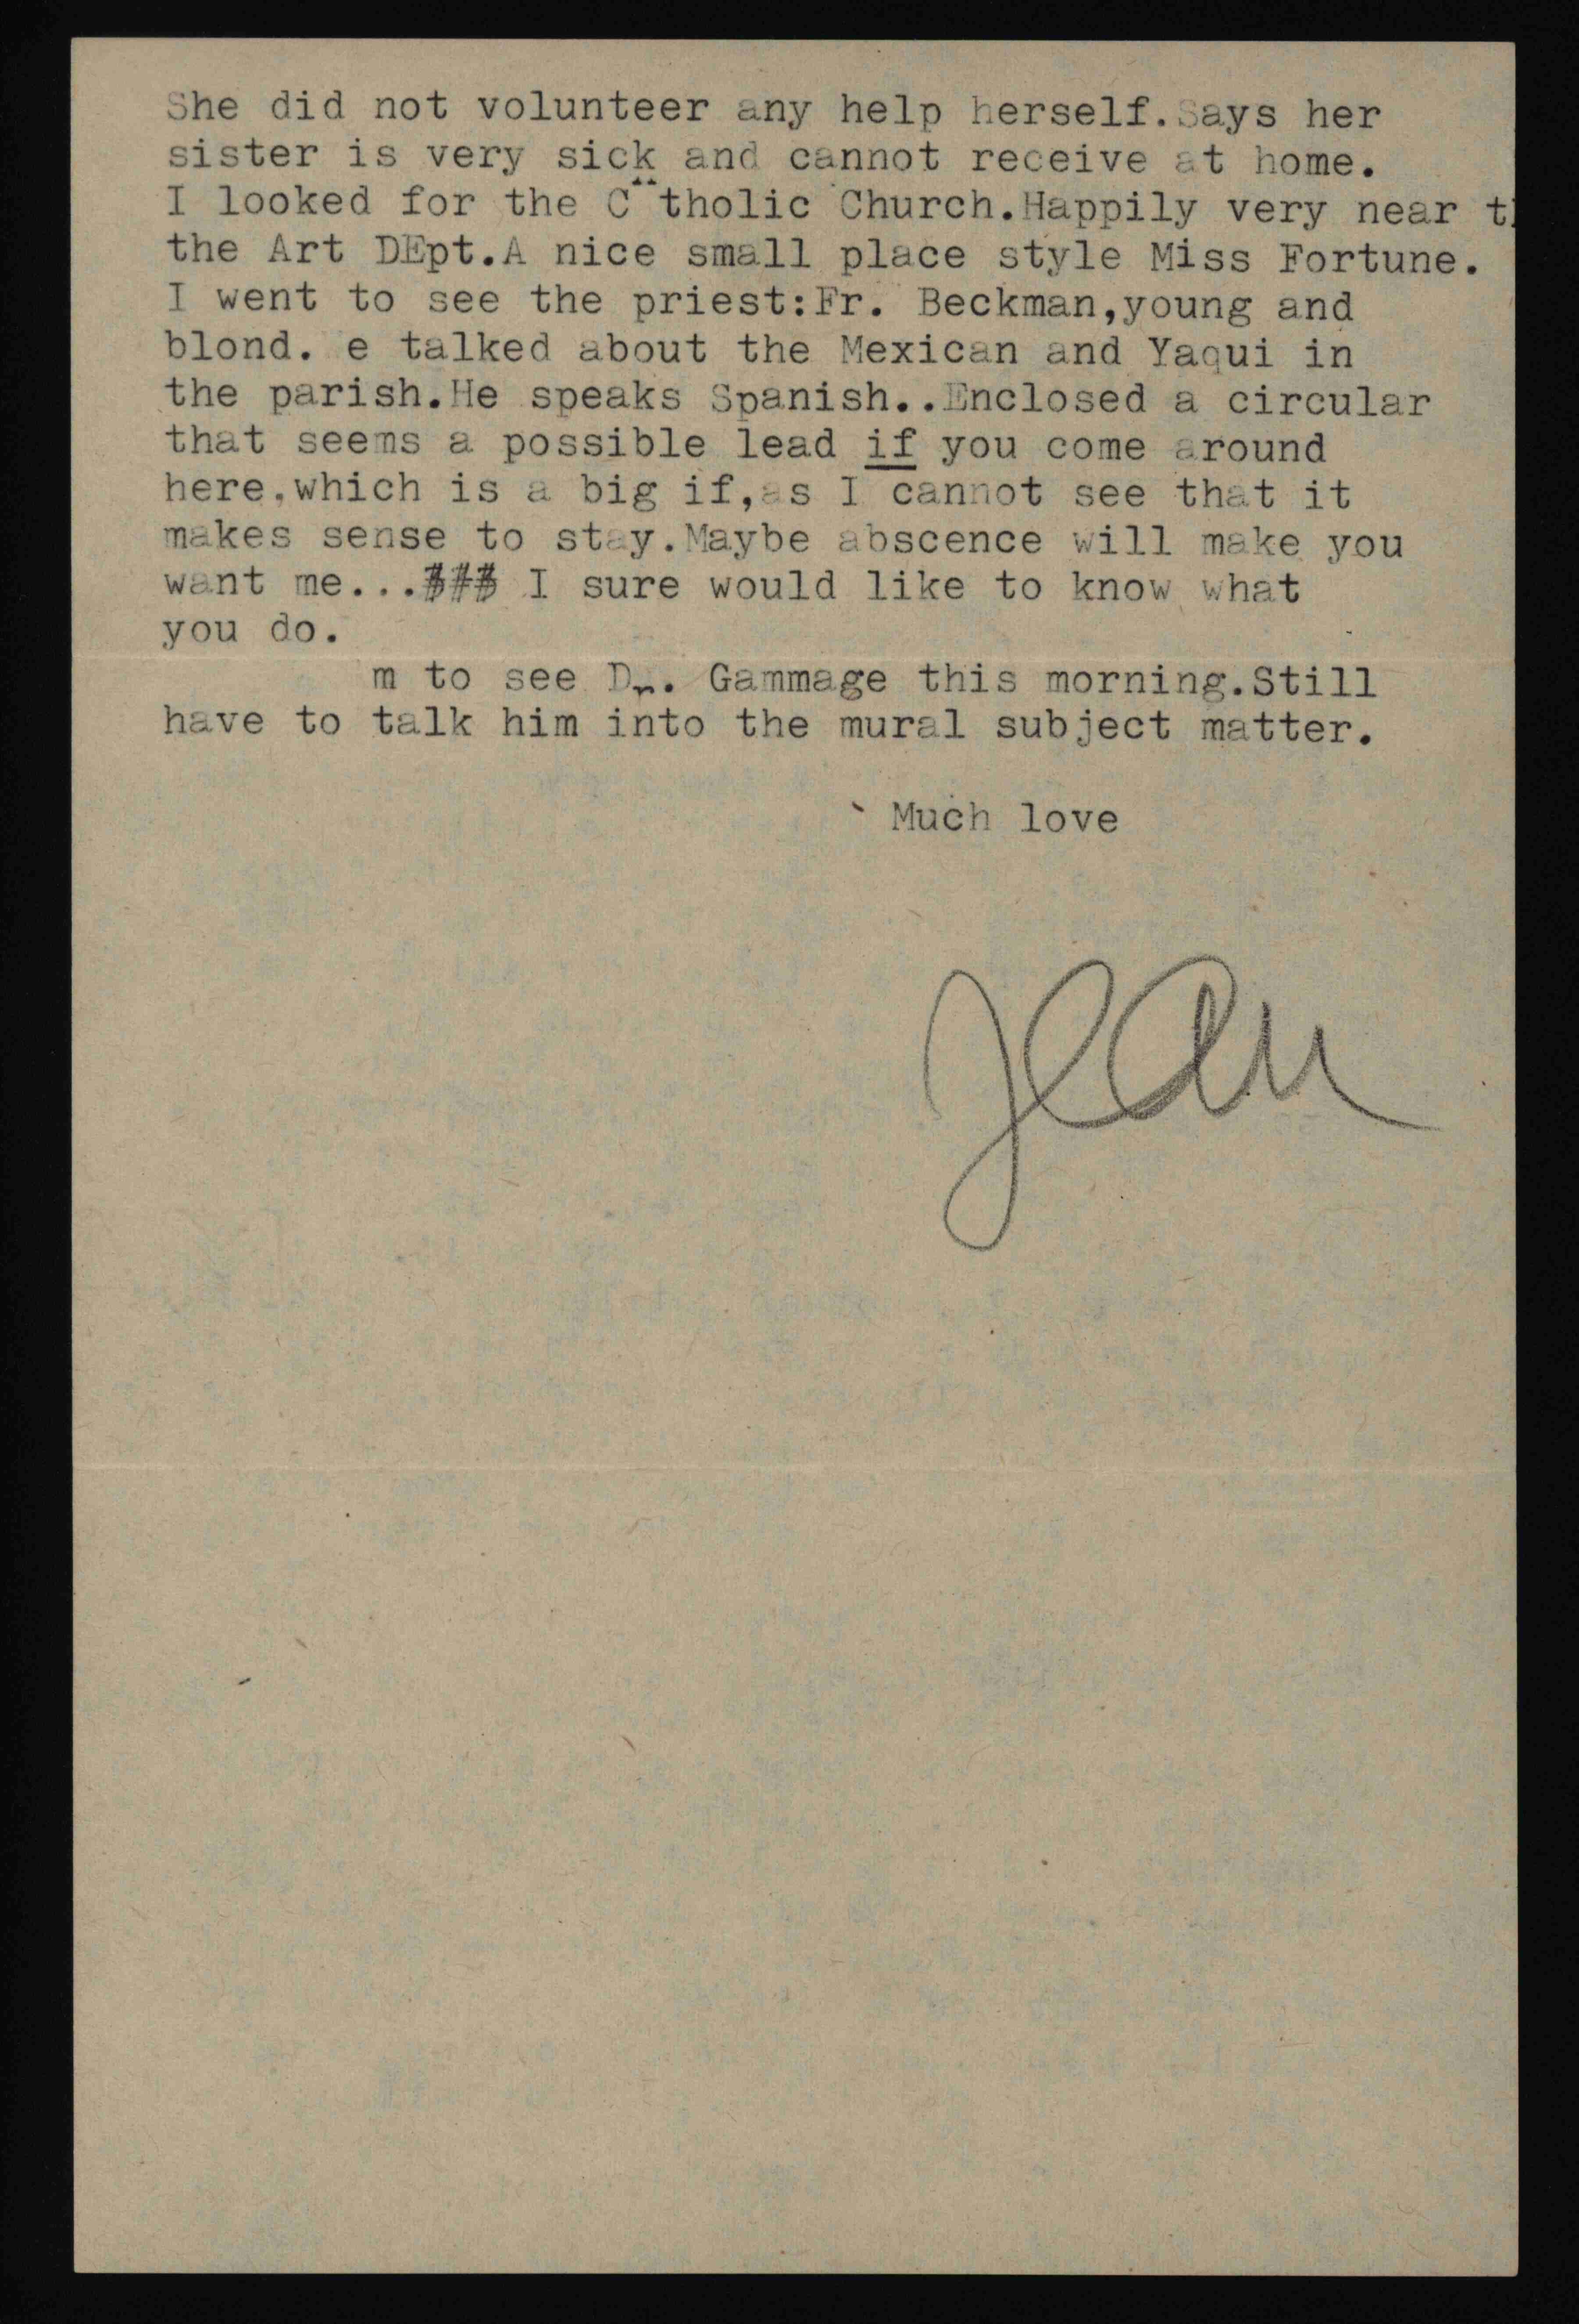 She did not volunteer any help herself.Says her
sister is very sick and cannot receive at home.
I looked for the C tholic Church.Happily very near t
the Art DEpt.A nice small place style Miss Fortune.
I went to see the priest:Fr. Beckman,young and
blond. e talked about the Mexican and Yaqui in
the parish.He speaks Spanish..Enclosed a circular
that seems a possible lead if you come around
here.which is a big if,as I cannot see that it
makes sense to stay.Maybe abscence will make you
want me... I sure would like to know what
you do.
m to see Dr. Gammage this morning.Still
have to talk him into the mural subject matter.
Much love
Jean